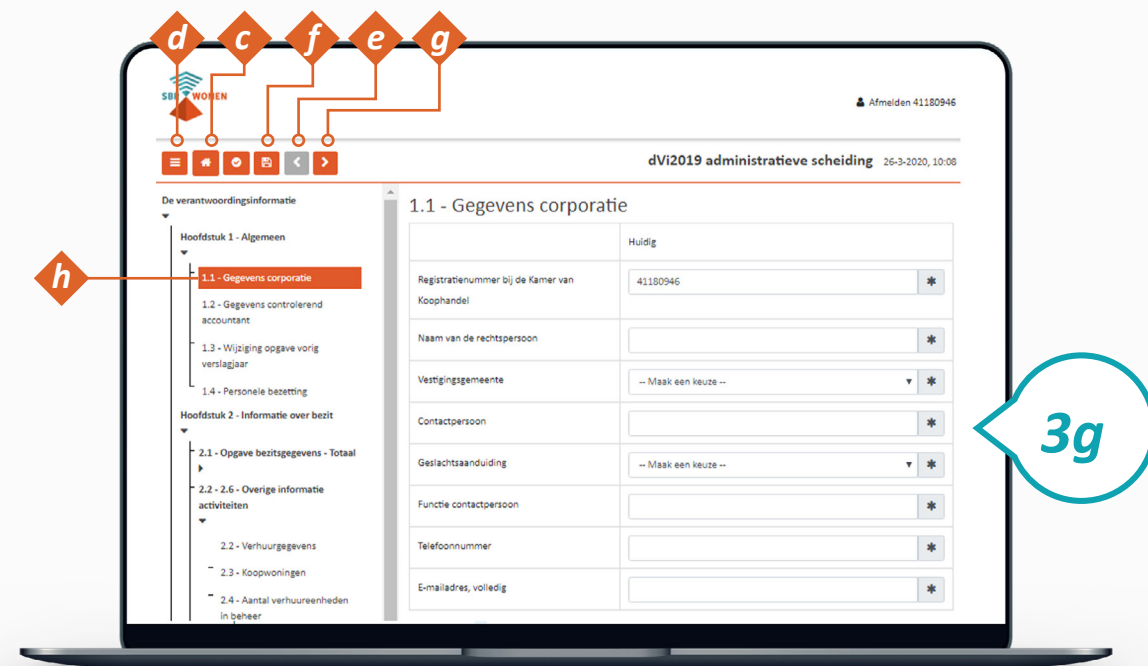 d c f e g
SBR WONEN
Afmelden 41180946
dVi2019 administratieve scheiding 26-3-2020, 10:08
De verantwoordingsinformatie
Hoofdstuk 1 - Algemeen
h
1.1 - Gegevens corporatie
1.2 - Gegevens controlerend
accountant
1.3 - Wijziging opgave vorig
verslagjaar
1.4 - Personele bezetting
Hoofdstuk 2 - Informatie over bezit
2.1 - Opgave bezitsgegevens - Totaal
2.2 - 2.6 - Overige informatie
activiteiten
2.2 - Verhuurgegevens
2.3 - Koopwoningen
2.4 - Aantal verhuureenheden
in beheer
1.1 - Gegevens corporatie
Huidig
Registratienummer bij de Kamer van
Koophandel
41180946
Naam van de rechtspersoon
Vestigingsgemeente
-- Maak een keuze --
Contactpersoon
Geslachtsaanduiding
-- Maak een keuze --
Functie contactpersoon
Telefoonnummer
E-mailadres, volledig
3g